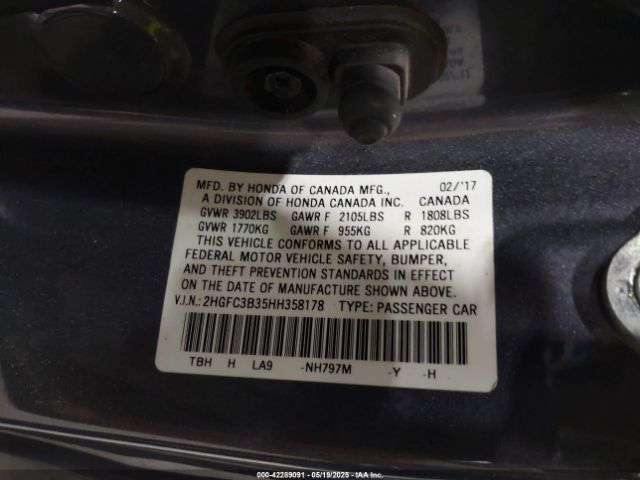 MFD. BY HONDA OF CANADA MFG., 02/'17
A DIVISION OF HONDA CANADA INC. CANADA
GVWR 3902LBS GAWR F 2105LBS R 1808LBS
GVWR 1770KG GAWR F 955KG R 820KG
THIS VEHICLE CONFORMS TO ALL APPLICABLE
FEDERAL MOTOR VEHICLE SAFETY, BUMPER,
AND THEFT PREVENTION STANDARDS IN EFFECT
ON THE DATE OF MANUFACTURE SHOWN ABOVE.
V.I.N.: 2HGFC3B35HH358178 TYPE: PASSENGER CAR
TBH H LA9 -NH797M -Y -H
000-42289091 - 05/19/2025 - IAA Inc.